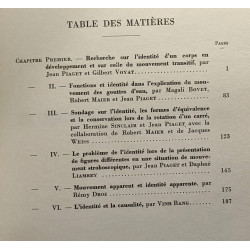 TABLE DES MATIÈRES
Pages
CHAPITRE PREMIER. – Recherche sur l'identité d'un corps en
développement et sur celle du mouvement transitif, par
Jean PIAGET et Gilbert VOYAT . . . . 1
— II. – Fonctions et identité dans l'explication du mouve-
ment des gouttes d'eau, par Magali BOVET,
Robert MAIER et Jean PIAGET . . . . 83
— III. – Sondage sur l'identité, les formes d'équivalence
et la conservation lors de la rotation d'un carré, par
Hermine SINCLAIR et Jean PIAGET, avec la
collaboration de Robert MAIER et de Jacques
WEISS . . . . 123
— IV. – Le problème de l'identité lors de la présentation
de figures différentes en une situation de mouve-
ment stroboscopique, par Jean PIAGET et Daphne
LIAMBEY . . . . 145
— V. – Mouvement apparent et identité apparente, par
Rémy DROZ . . . . 175
— VI. – L'identité et la causalité, par VINH BANG . . . . 197